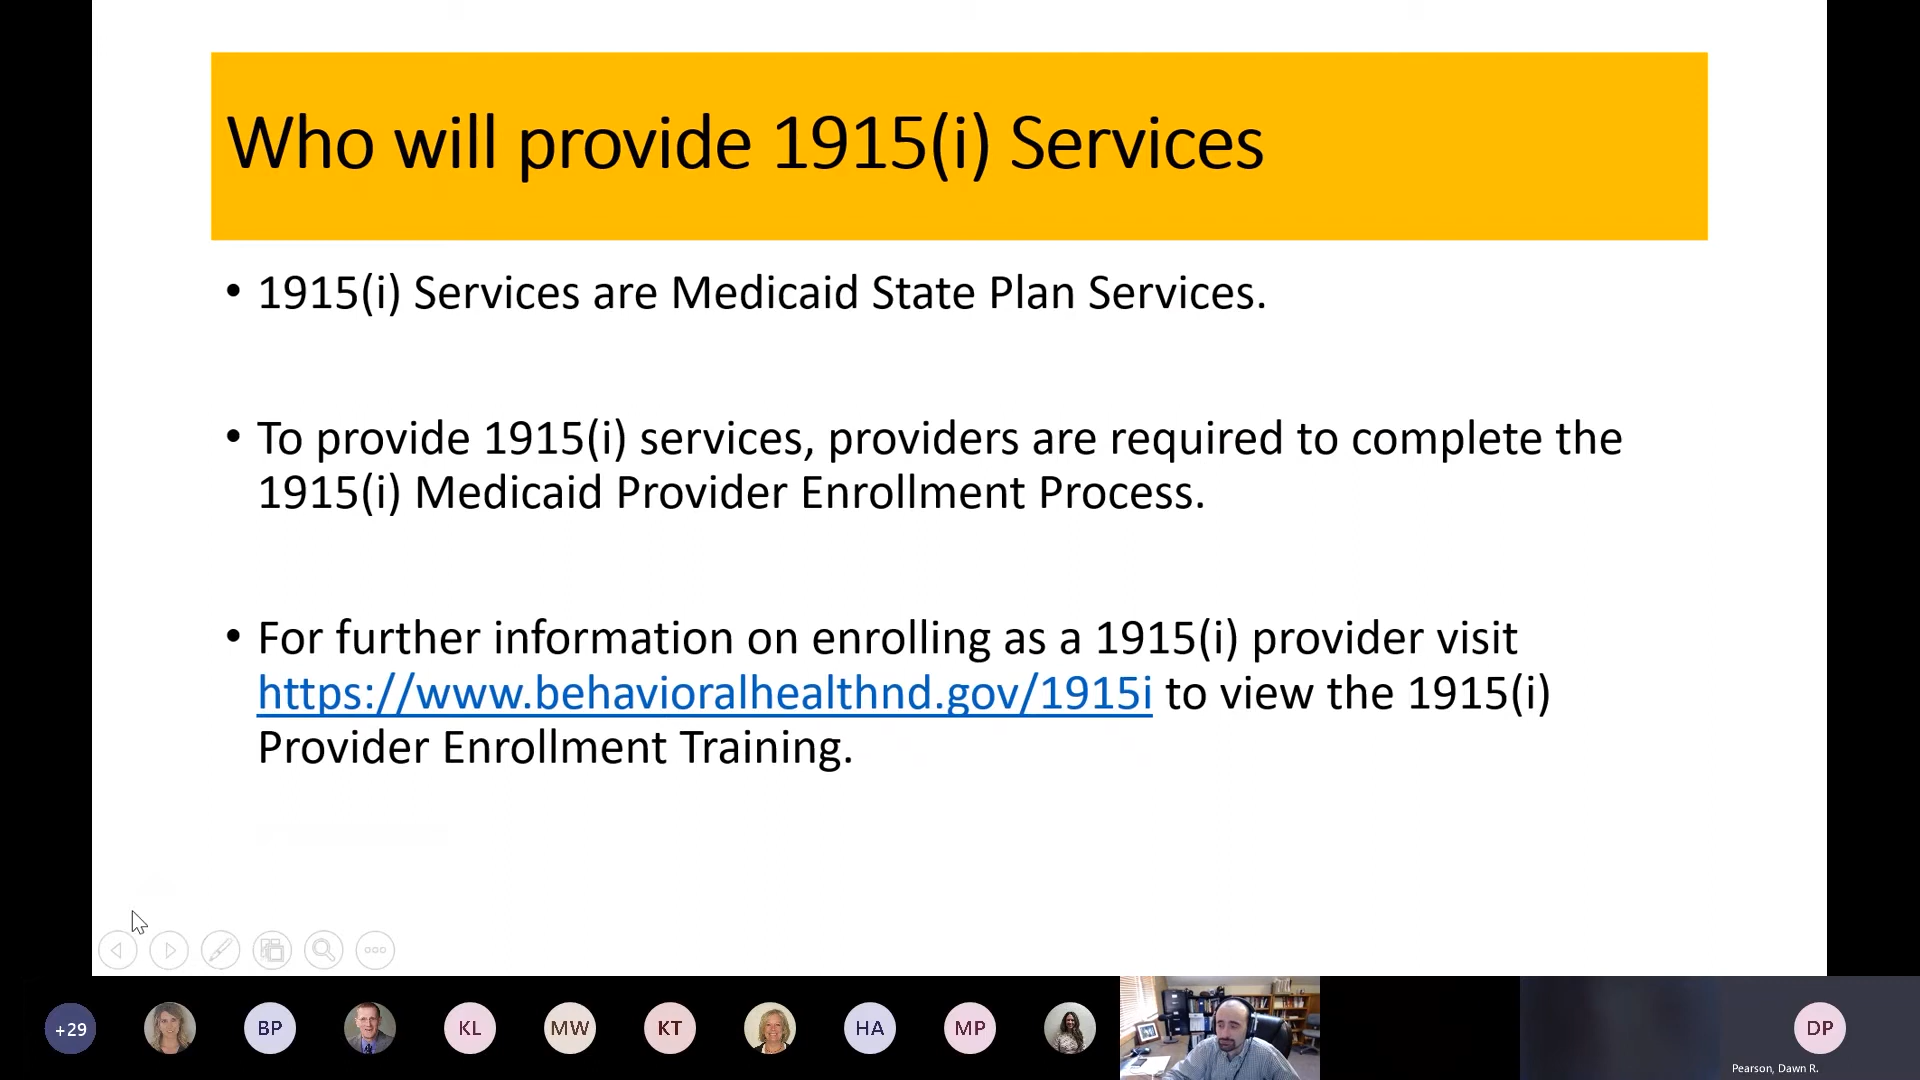 Who will provide 1915(i) Services
• 1915(i) Services are Medicaid State Plan Services.
• To provide 1915(i) services, providers are required to complete the
1915(i) Medicaid Provider Enrollment Process.
• For further information on enrolling as a 1915(i) provider visit
https://www.behavioralhealthnd.gov/1915i to view the 1915(i)
Provider Enrollment Training.
+29
BP
KL
MW
KT
HA
MP
DP
Pearson, Dawn R.